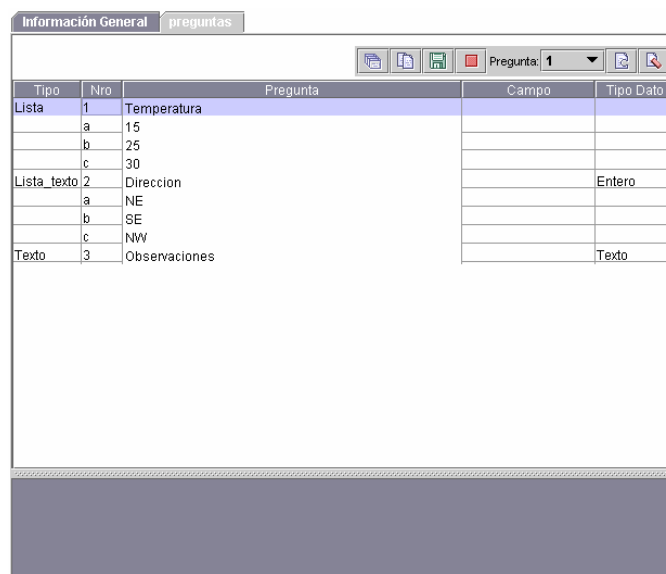 Información General preguntas
Pregunta: 1
Tipo Nro Pregunta Campo Tipo Dato
Lista 1 Temperatura
a 15
b 25
c 30
Lista_texto 2 Direccion Entero
a NE
b SE
c NW
Texto 3 Observaciones Texto